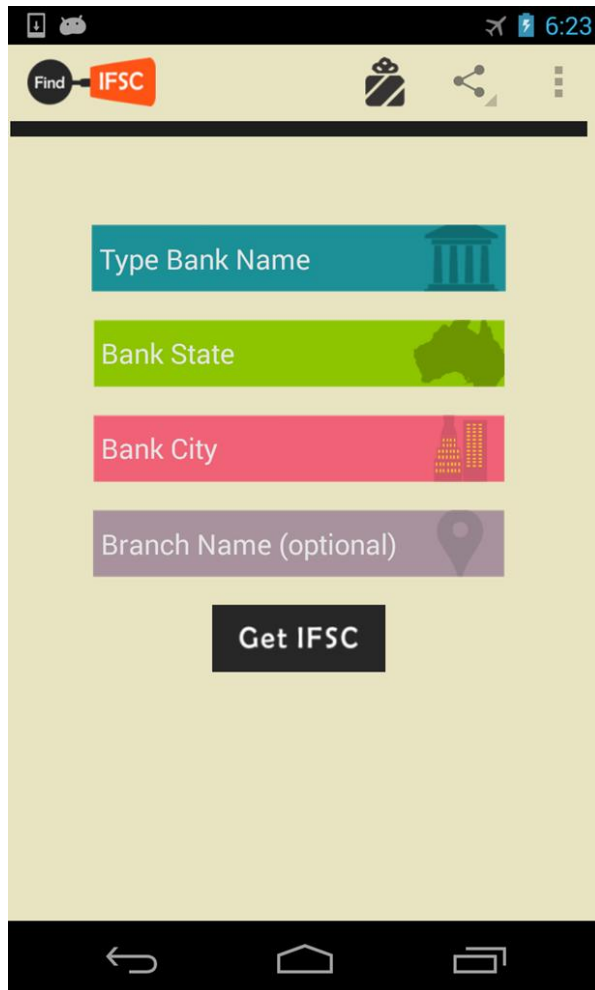 6:23
Find IFSC
Type Bank Name
Bank State
Bank City
Branch Name (optional)
Get IFSC